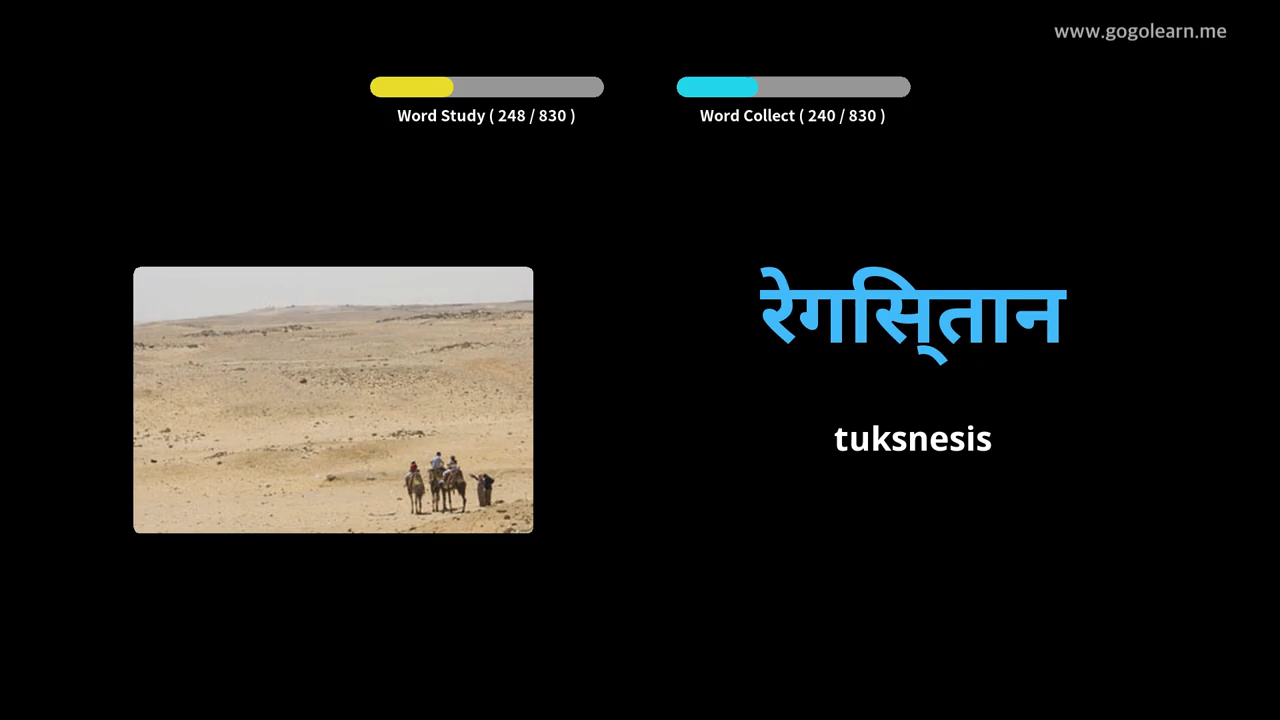 www.gogolearn.me
Word Study ( 248 / 830 )
Word Collect ( 240 / 830 )
रेगिस्तान
tuksnesis